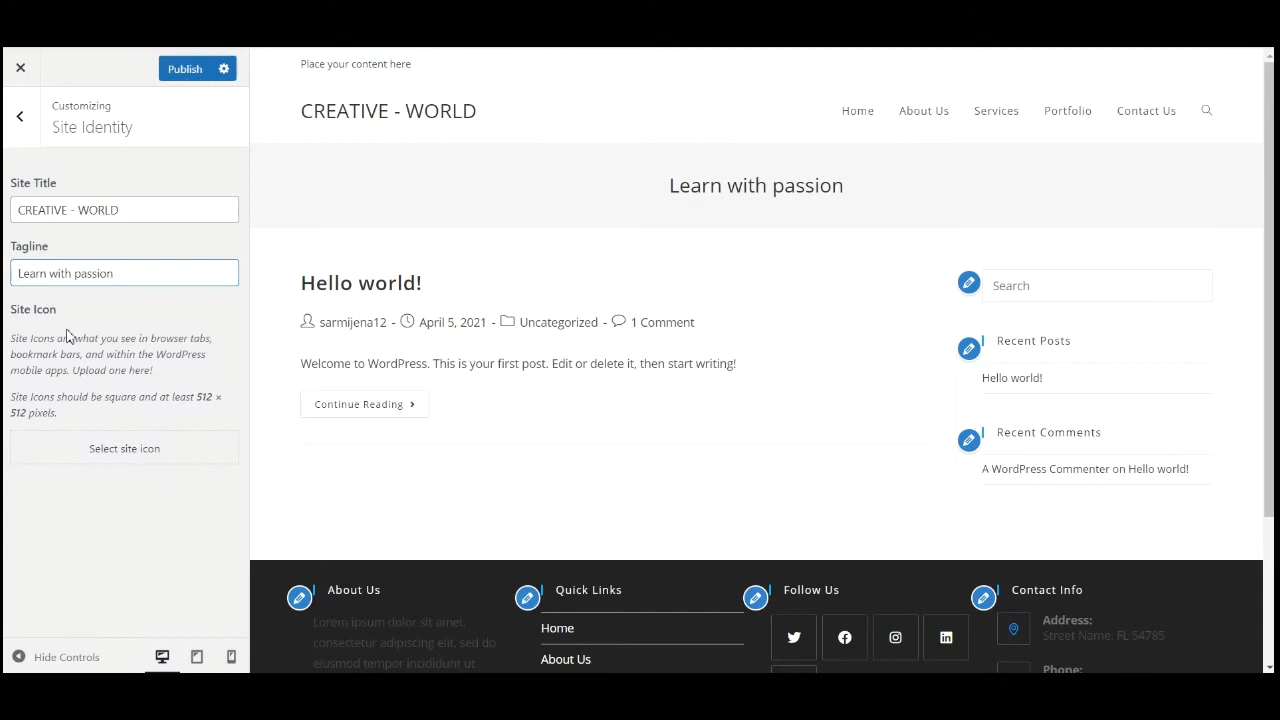 Publish
Customizing
Site Identity
Site Title
CREATIVE - WORLD
Tagline
Learn with passion
Site Icon
Site Icons are what you see in browser tabs,
bookmark bars, and within the WordPress
mobile apps. Upload one here!
Site Icons should be square and at least 512 ×
512 pixels.
Select site icon
Hide Controls
Place your content here
CREATIVE - WORLD
Home About Us Services Portfolio Contact Us
Learn with passion
Hello world!
sarmijena12 - April 5, 2021 - Uncategorized - 1 Comment
Welcome to WordPress. This is your first post. Edit or delete it, then start writing!
Continue Reading
Search
Recent Posts
Hello world!
Recent Comments
A WordPress Commenter on Hello world!
About Us
Lorem ipsum dolor sit amet,
consectetur adipiscing elit, sed do
eiusmod tempor incididunt ut
Quick Links
Home
About Us
Follow Us
Contact Info
Address:
Street Name, FL 54785
Phone: